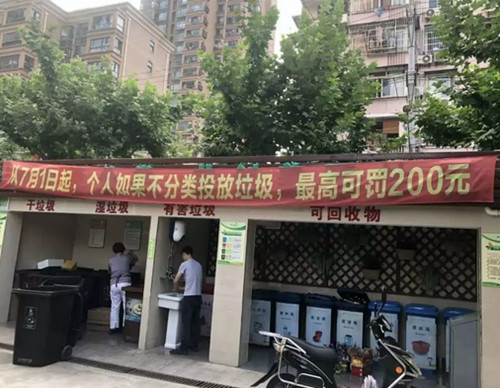 从7月1日起，个人如果不分类投放垃圾，最高可罚200元
干垃圾
湿垃圾
有害垃圾
可回收物